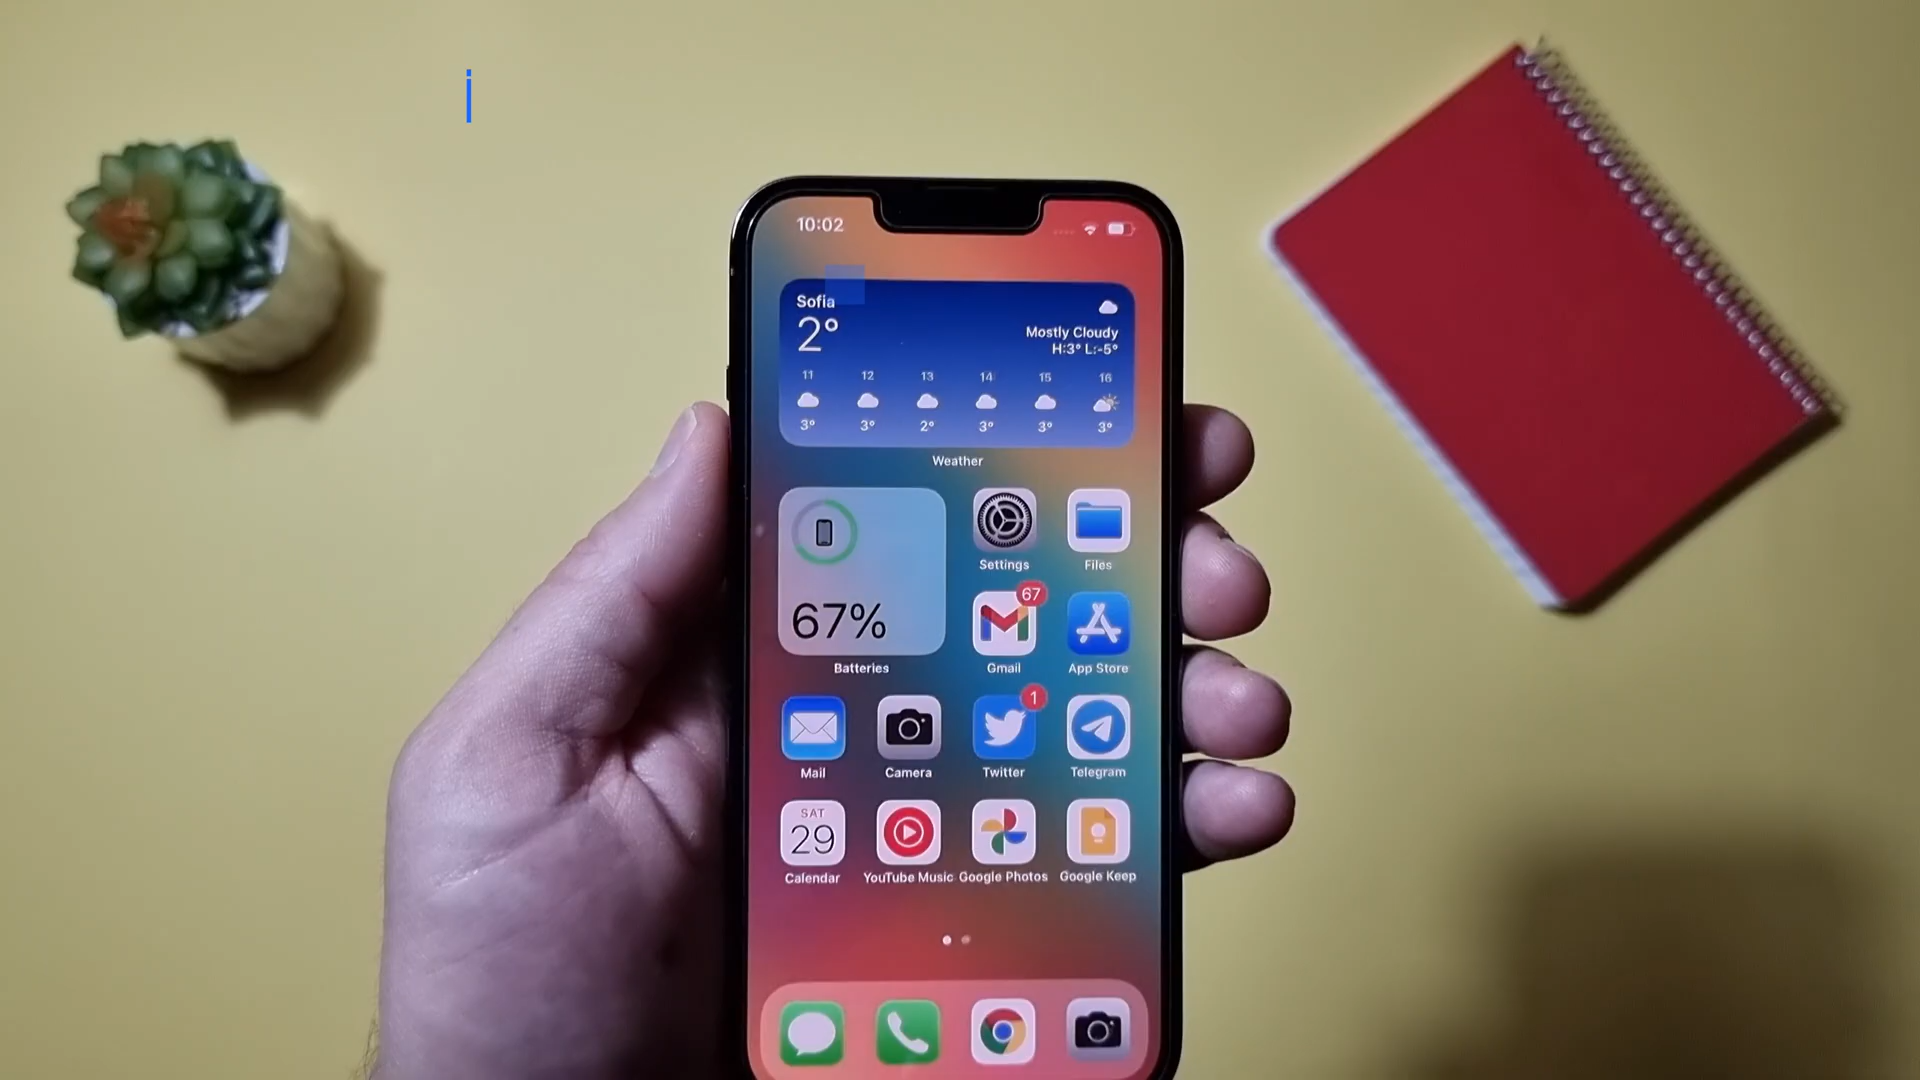 i
10:02
Sofia
2°
Mostly Cloudy
H:3° L:-5°
11 12 13 14 15 16
3° 3° 2° 3° 3° 3°
Weather
67%
Batteries
Settings Files
67
Gmail App Store
1
Mail Camera Twitter Telegram
SAT
29
Calendar YouTube Music Google Photos Google Keep